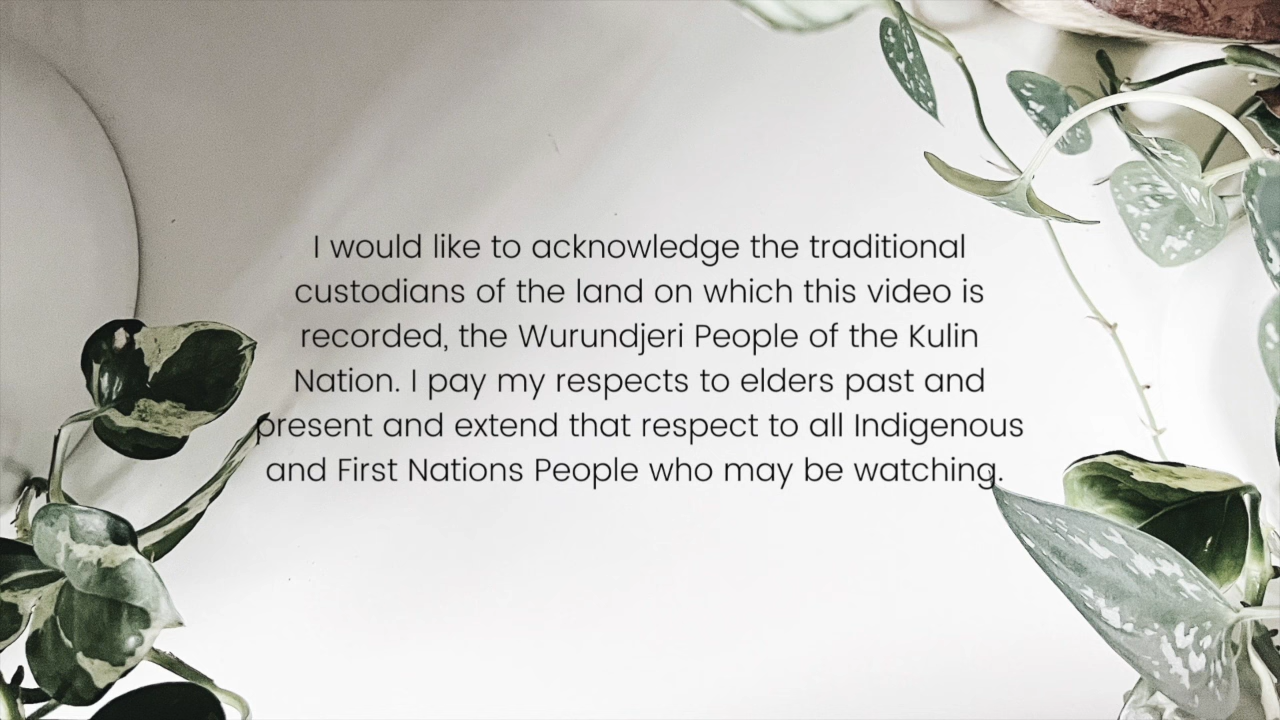 I would like to acknowledge the traditional
custodians of the land on which this video is
recorded, the Wurundjeri People of the Kulin
Nation. I pay my respects to elders past and
present and extend that respect to all Indigenous
and First Nations People who may be watching.